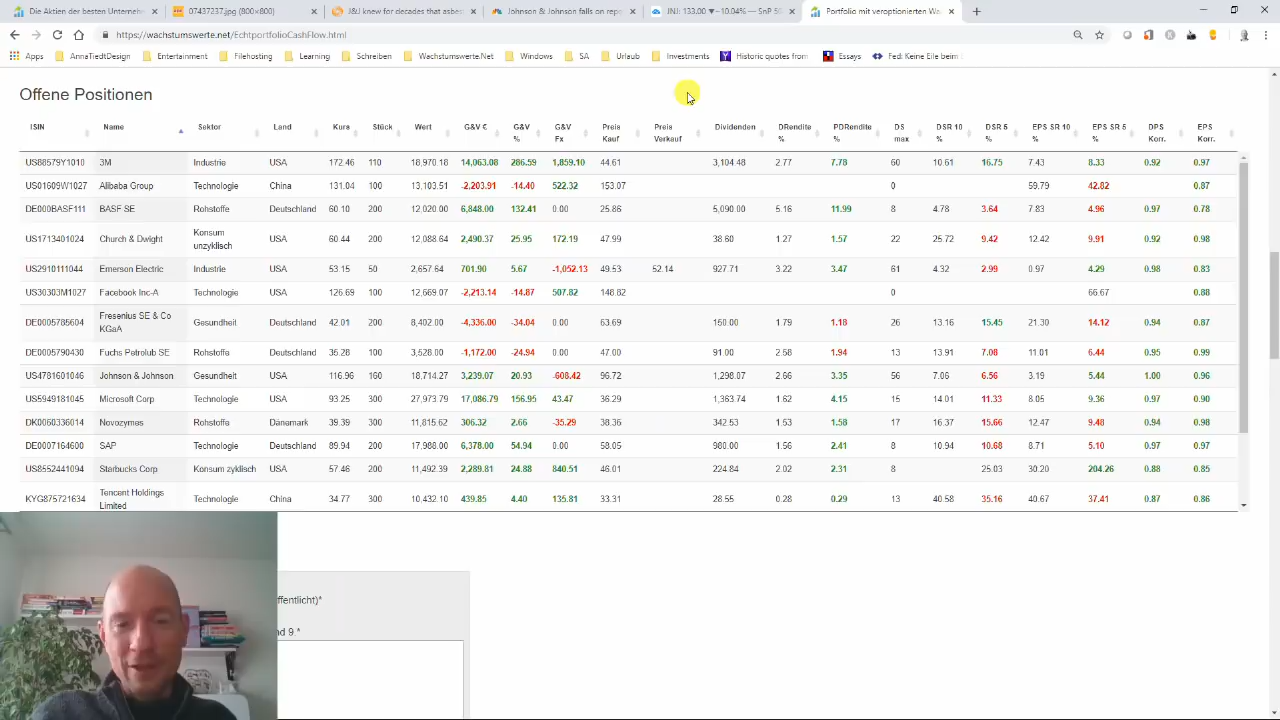 Die Aktien der besten Unterneh
07437237.jpg (800×800)
J&J knew for decades that asbes
Johnson & Johnson falls on repo
JNJ: 133.00 ▼−10.04% — SnP 50
Portfolio mit veroptionierten Wa
https://wachstumswerte.net/EchtportfolioCashFlow.html
Apps AnnaTiedtDesign Entertainment Filehosting Learning Schreiben Wachstumswerte.Net Windows SA Urlaub Investments Historic quotes from Essays Fed: Keine Eile beim
Offene Positionen
ISIN Name Sektor Land Kurs Stück Wert G&V € G&V % G&V Fx Preis Kauf Preis Verkauf Dividenden DRendite % PDRendite % DS max DSR 10 % DSR 5 % EPS SR 10 % EPS SR 5 % DPS Korr. EPS Korr.
US88579Y1010 3M Industrie USA 172.46 110 18,970.18 14,063.08 286.59 1,859.10 44.61 3,104.48 2.77 7.78 60 10.61 16.75 7.43 8.33 0.92 0.97
US01609W1027 Alibaba Group Technologie China 131.04 100 13,103.51 -2,203.91 -14.40 522.32 153.07 0 59.79 42.82 0.87
DE000BASF111 BASF SE Rohstoffe Deutschland 60.10 200 12,020.00 6,848.00 132.41 0.00 25.86 5,090.00 5.16 11.99 8 4.78 3.64 7.83 4.96 0.97 0.78
US1713401024 Church & Dwight Konsum unzyklisch USA 60.44 200 12,088.64 2,490.37 25.95 172.19 47.99 38.60 1.27 1.57 22 25.72 9.42 12.42 9.91 0.92 0.98
US2910111044 Emerson Electric Industrie USA 53.15 50 2,657.64 701.90 5.67 -1,052.13 49.53 52.14 927.71 3.22 3.47 61 4.32 2.99 0.97 4.29 0.98 0.83
US30303M1027 Facebook Inc-A Technologie USA 126.69 100 12,669.07 -2,213.14 -14.87 507.82 148.82 0 66.67 0.88
DE0005785604 Fresenius SE & Co KGaA Gesundheit Deutschland 42.01 200 8,402.00 -4,336.00 -34.04 0.00 63.69 150.00 1.79 1.18 26 13.16 15.45 21.30 14.12 0.94 0.87
DE0005790430 Fuchs Petrolub SE Rohstoffe Deutschland 35.28 100 3,528.00 -1,172.00 -24.94 0.00 47.00 91.00 2.58 1.94 13 13.91 7.08 11.01 6.44 0.95 0.99
US4781601046 Johnson & Johnson Gesundheit USA 116.96 160 18,714.27 3,239.07 20.93 -608.42 96.72 1,298.07 2.66 3.35 56 7.06 6.56 3.19 5.44 1.00 0.96
US5949181045 Microsoft Corp Technologie USA 93.25 300 27,973.79 17,086.79 156.95 43.47 36.29 1,363.74 1.62 4.15 15 14.01 11.33 8.05 9.36 0.97 0.90
DK0060336014 Novozymes Rohstoffe Dänemark 39.39 300 11,815.62 306.32 2.66 -35.29 38.36 342.53 1.53 1.58 17 16.37 15.66 12.47 9.48 0.94 0.98
DE0007164600 SAP Technologie Deutschland 89.94 200 17,988.00 6,378.00 54.94 0.00 58.05 980.00 1.56 2.41 8 10.94 10.68 8.71 5.10 0.97 0.97
US8552441094 Starbucks Corp Konsum zyklisch USA 57.46 200 11,492.39 2,289.81 24.88 840.51 46.01 224.84 2.02 2.31 8 25.03 30.20 204.26 0.88 0.85
KYG875721634 Tencent Holdings Limited Technologie China 34.77 300 10,432.10 439.85 4.40 135.81 33.31 28.55 0.28 0.29 13 40.58 35.16 40.67 37.41 0.87 0.86
ffentlicht)*
nd 9.*